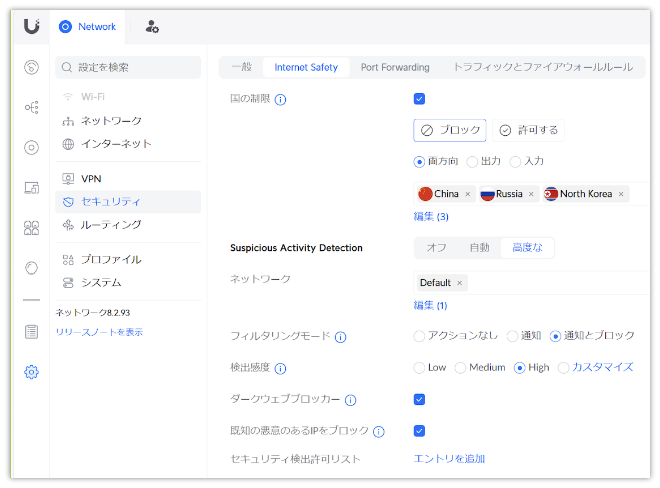 Network
設定を検索
一般 Internet Safety Port Forwarding トラフィックとファイアウォールルール
Wi-Fi
ネットワーク
インターネット
VPN
セキュリティ
ルーティング
プロファイル
システム
ネットワーク8.2.93
リリースノートを表示
国の制限
ブロック 許可する
両方向 出力 入力
China × Russia × North Korea ×
編集 (3)
Suspicious Activity Detection オフ 自動 高度な
ネットワーク Default ×
編集 (1)
フィルタリングモード アクションなし 通知 通知とブロック
検出感度 Low Medium High カスタマイズ
ダークウェブブロッカー
既知の悪意のあるIPをブロック
セキュリティ検出許可リスト エントリを追加